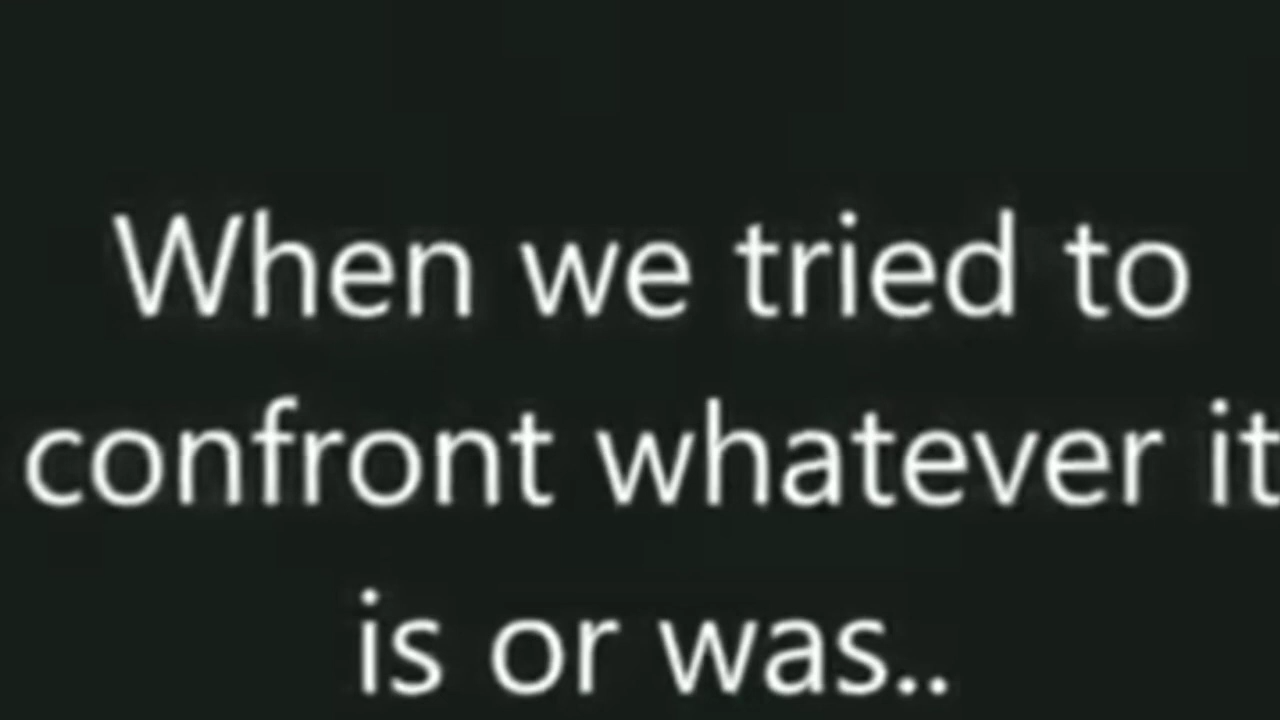 When we tried to
confront whatever it
is or was..